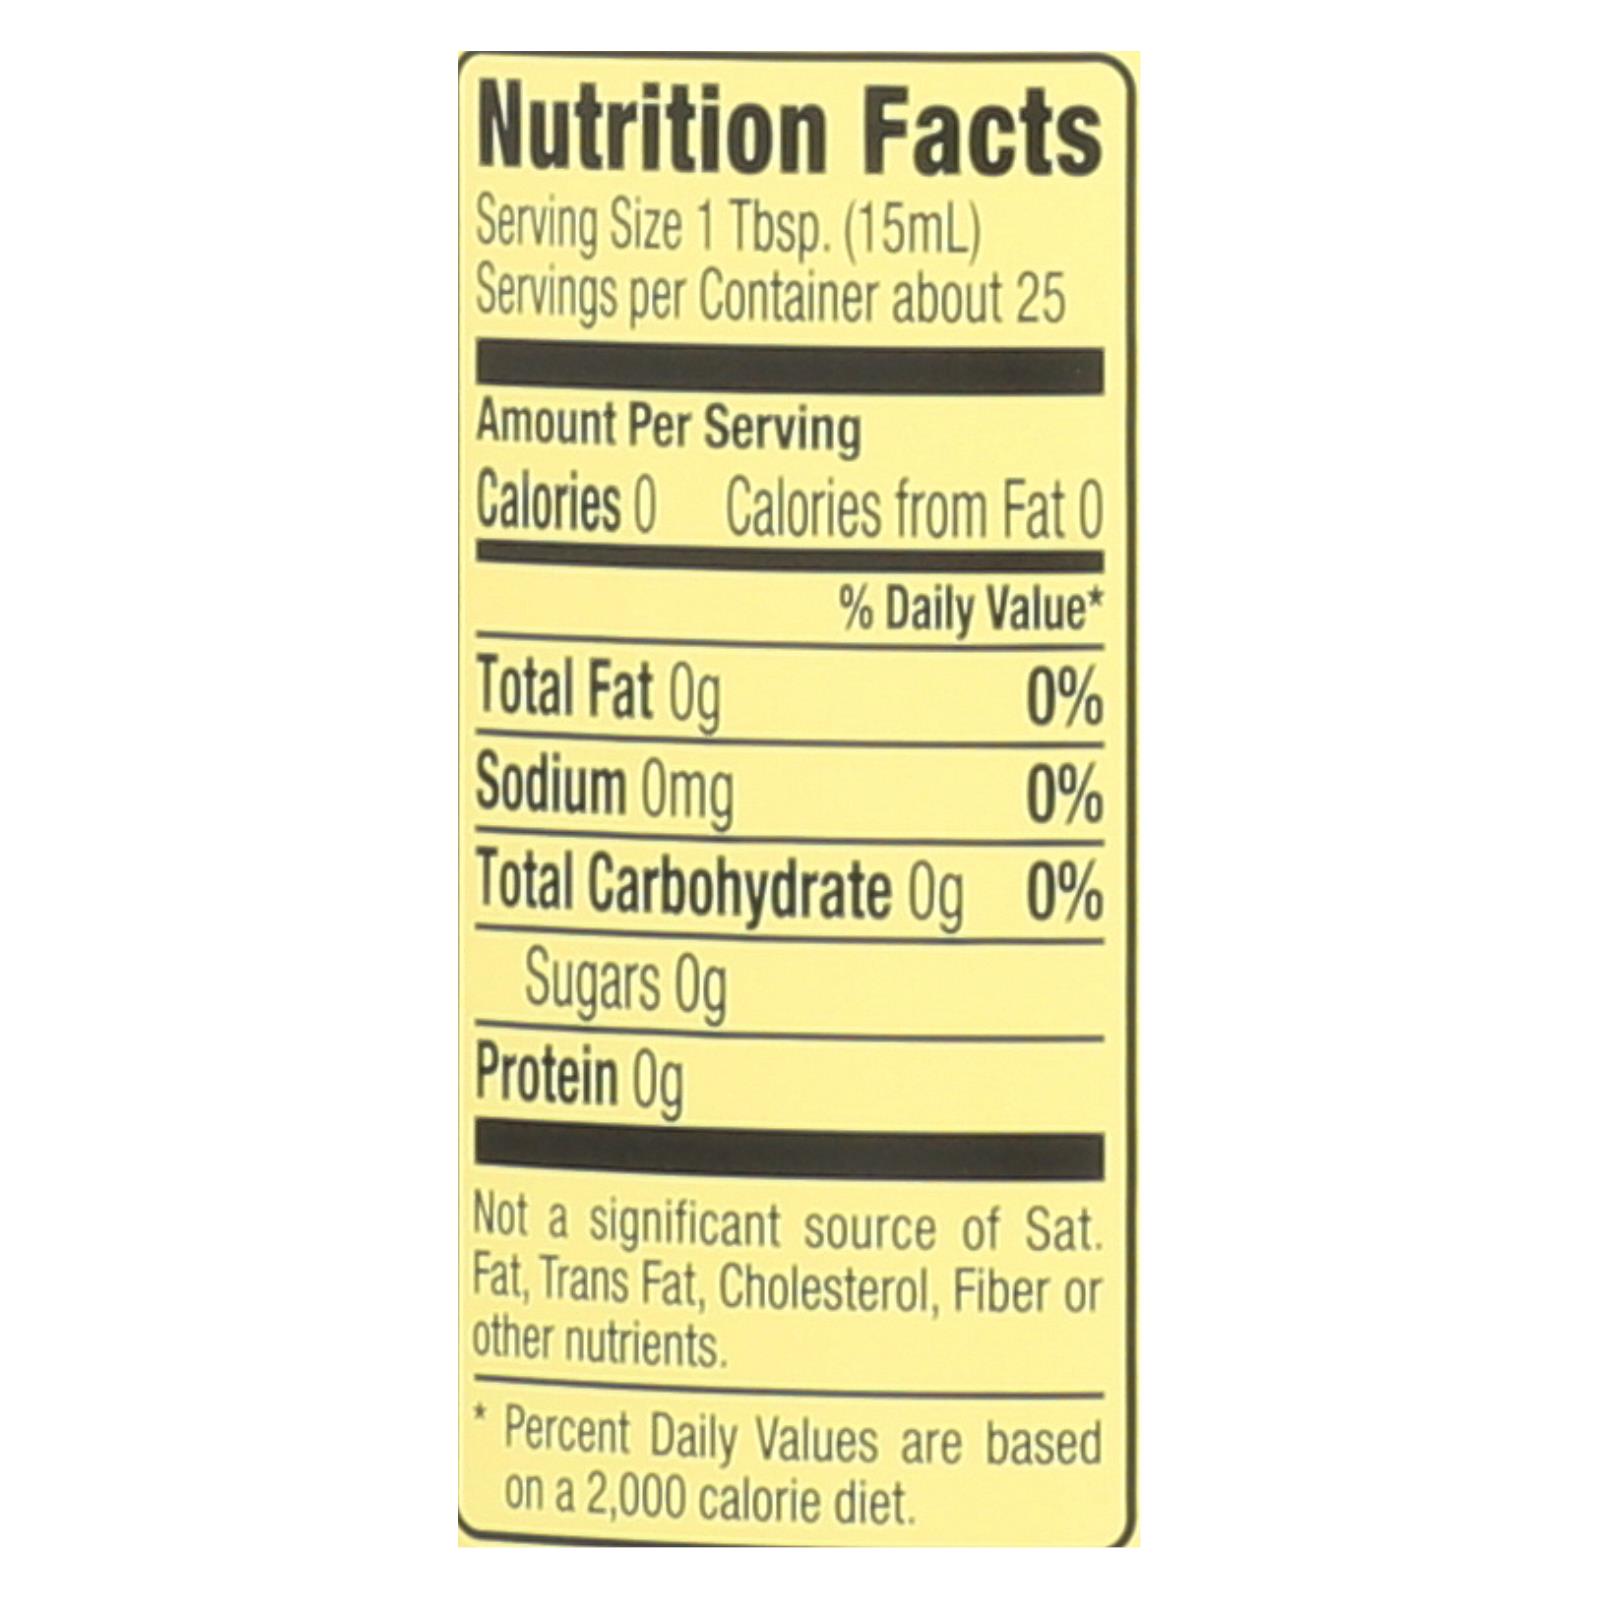 Nutrition Facts
Serving Size 1 Tbsp. (15mL)
Servings per Container about 25
Amount Per Serving
Calories 0 Calories from Fat 0
% Daily Value*
Total Fat 0g 0%
Sodium 0mg 0%
Total Carbohydrate 0g 0%
Sugars 0g
Protein 0g
Not a significant source of Sat.
Fat, Trans Fat, Cholesterol, Fiber or
other nutrients.
* Percent Daily Values are based
on a 2,000 calorie diet.